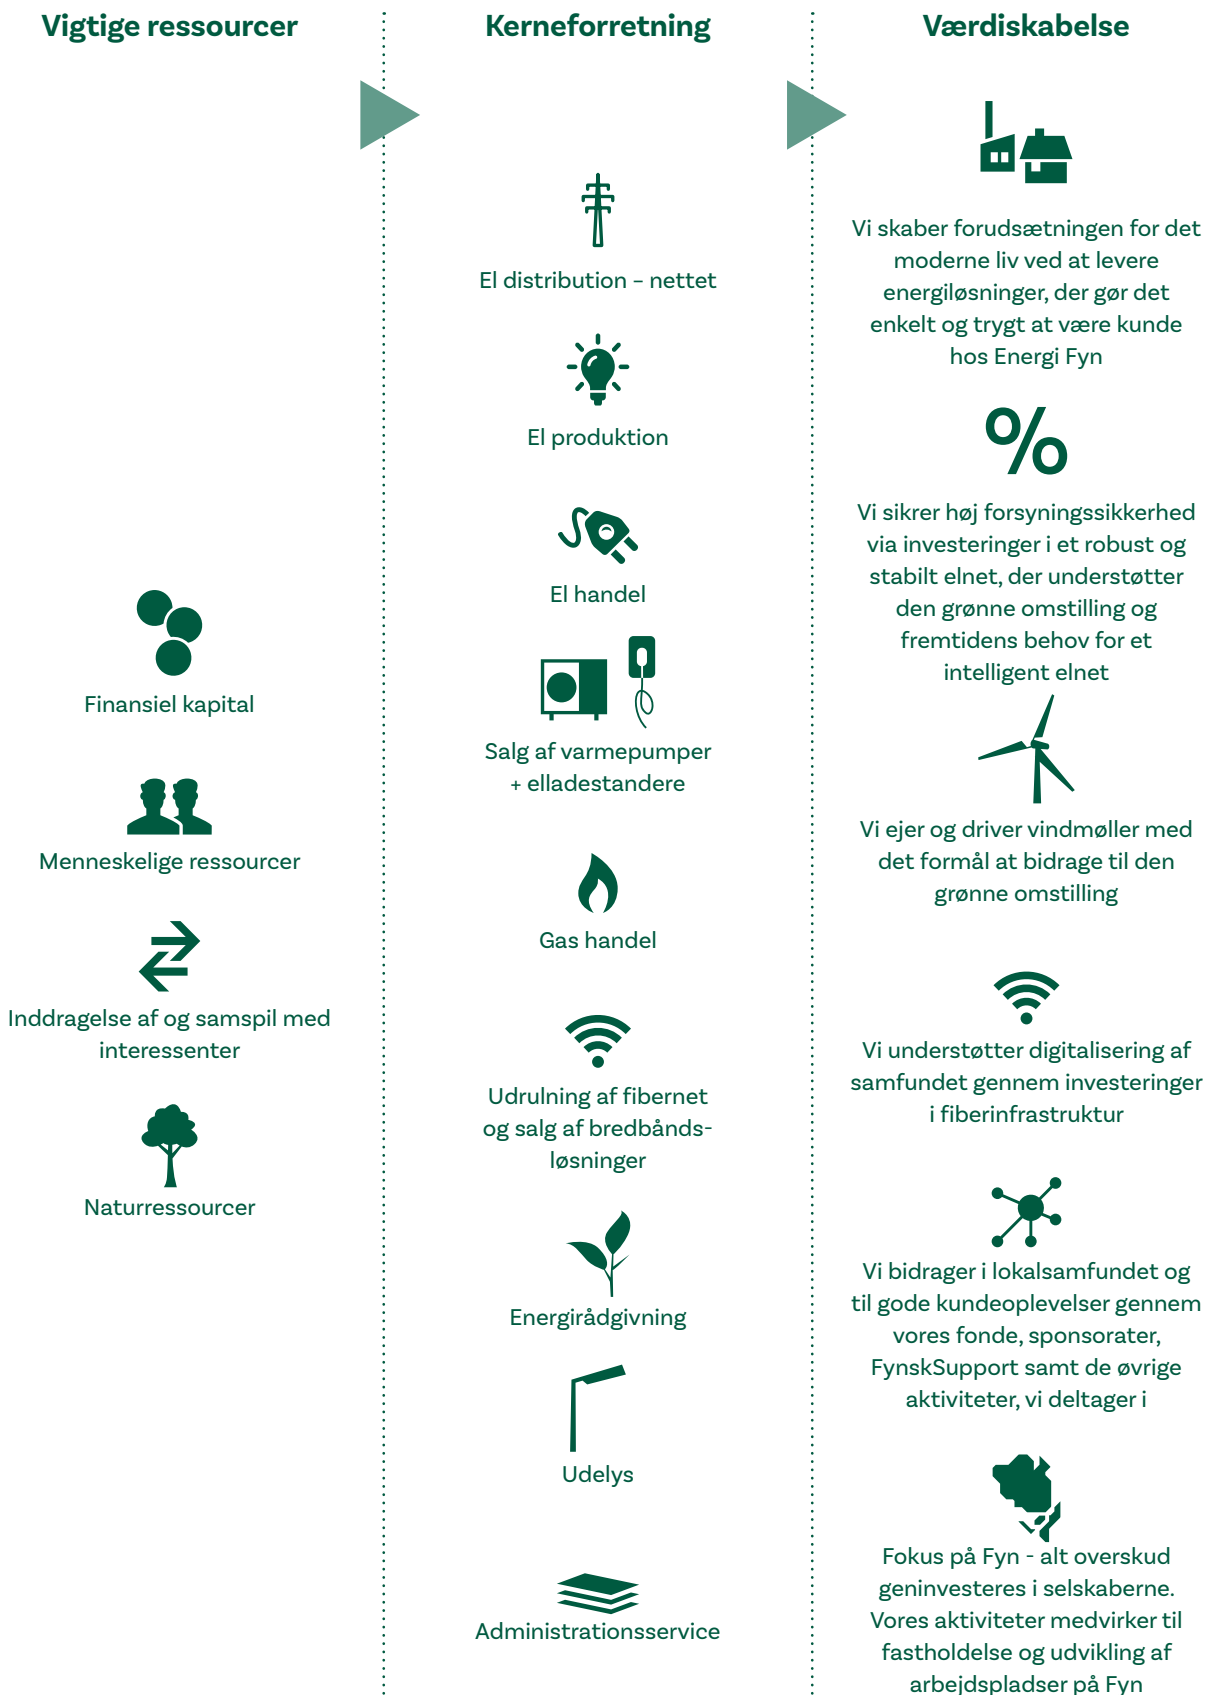 Vigtige ressourcer
Finansiel kapital
Menneskelige ressourcer
Inddragelse af og samspil med
interessenter
Naturressourcer
Kerneforretning
El distribution – nettet
El produktion
El handel
Salg af varmepumper
+ elladestandere
Gas handel
Udrulning af fibernet
og salg af bredbånds-
løsninger
Energirådgivning
Udelys
Administrationsservice
Værdiskabelse
Vi skaber forudsætningen for det
moderne liv ved at levere
energiløsninger, der gør det
enkelt og trygt at være kunde
hos Energi Fyn
%
Vi sikrer høj forsyningssikkerhed
via investeringer i et robust og
stabilt elnet, der understøtter
den grønne omstilling og
fremtidens behov for et
intelligent elnet
Vi ejer og driver vindmøller med
det formål at bidrage til den
grønne omstilling
Vi understøtter digitalisering af
samfundet gennem investeringer
i fiberinfrastruktur
Vi bidrager i lokalsamfundet og
til gode kundeoplevelser gennem
vores fonde, sponsorater,
FynskSupport samt de øvrige
aktiviteter, vi deltager i
Fokus på Fyn - alt overskud
geninvesteres i selskaberne.
Vores aktiviteter medvirker til
fastholdelse og udvikling af
arbejdspladser på Fyn